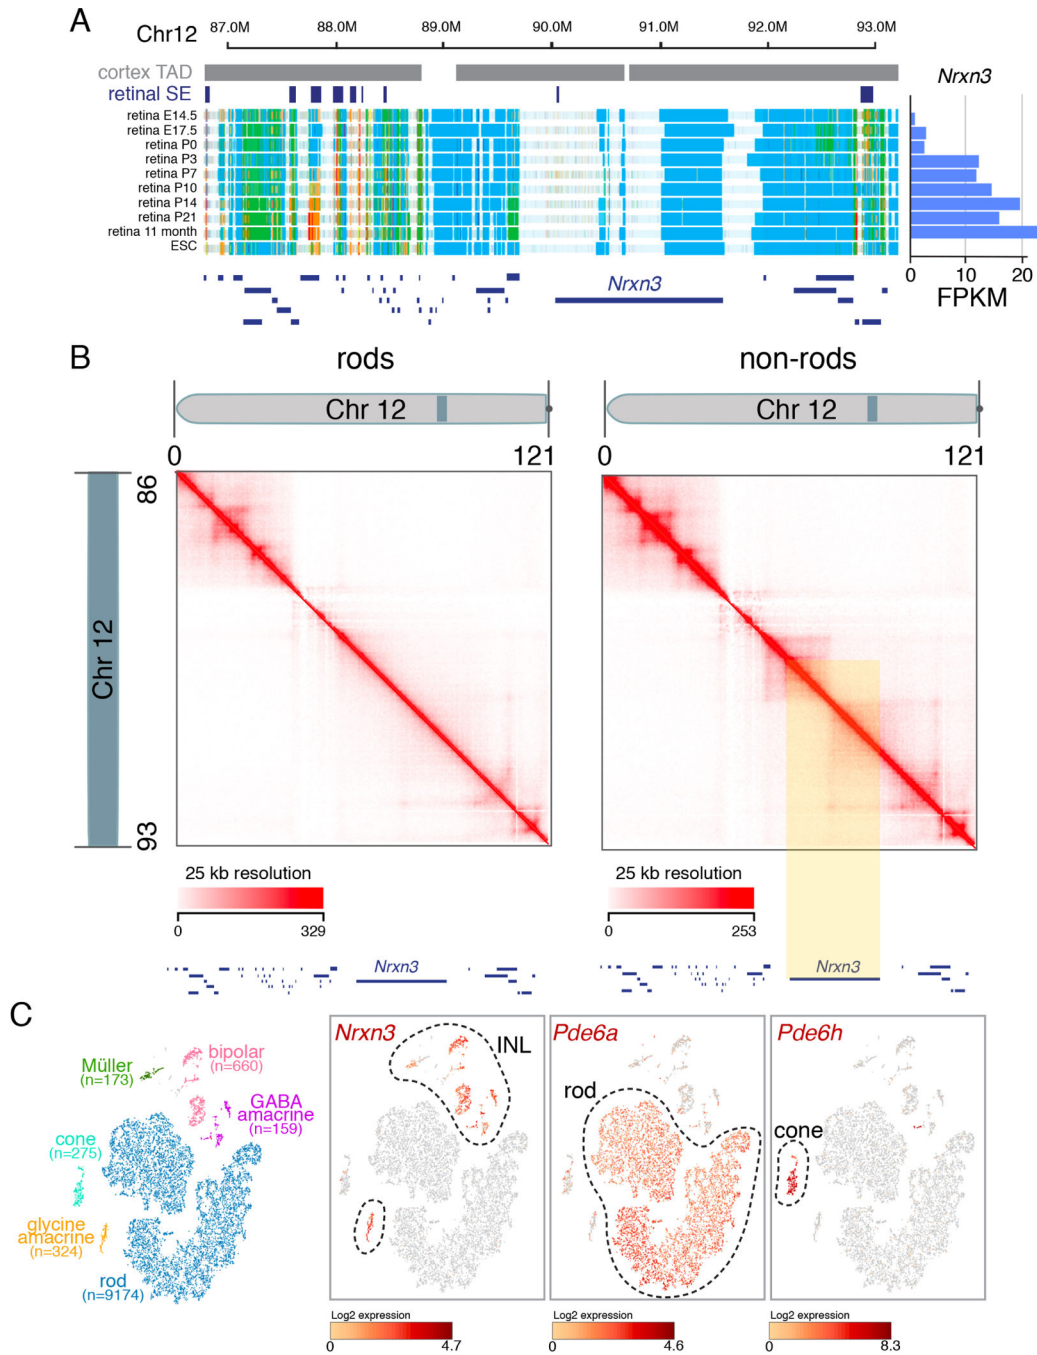 A
Chr12
87.0M 88.0M 89.0M 90.0M 91.0M 92.0M 93.0M
cortex TAD
retinal SE
Nrxn3
retina E14.5
retina E17.5
retina P0
retina P3
retina P7
retina P10
retina P14
retina P21
retina 11 month
ESC
Nrxn3
0 10 20
FPKM
B
rods
non-rods
Chr 12
Chr 12
0 121
0 121
86
Chr 12
93
25 kb resolution
0 329
25 kb resolution
0 253
Nrxn3
Nrxn3
C
Müller
(n=173)
bipolar
(n=660)
GABA
amacrine
(n=159)
cone
(n=275)
glycine
amacrine
(n=324)
rod
(n=9174)
Nrxn3
INL
Pde6a
rod
Pde6h
cone
Log2 expression
0 4.7
Log2 expression
0 4.6
Log2 expression
0 8.3